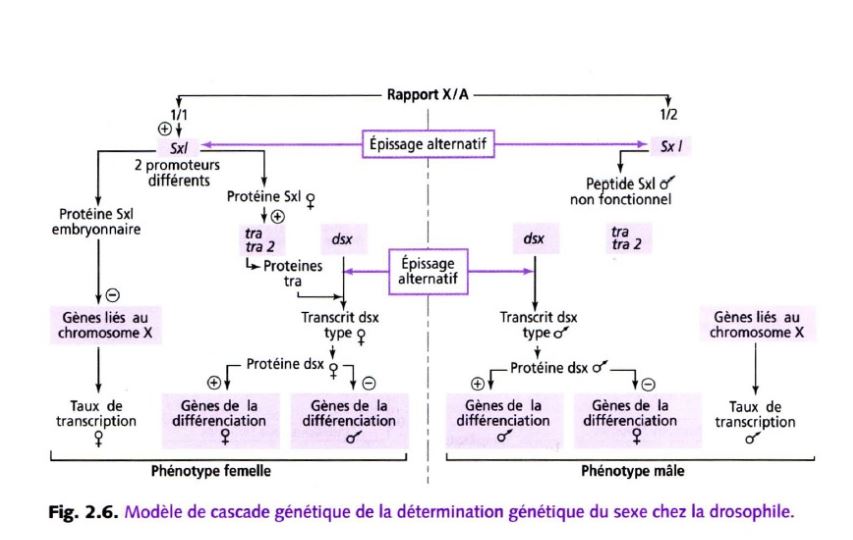 Rapport X/A
1/1
1/2
⊕
Sxl
Épissage alternatif
Sx l
2 promoteurs
différents
Peptide Sxl ♂
non fonctionnel
Protéine Sxl ♀
Protéine Sxl
embryonnaire
⊕
tra
tra 2
dsx
dsx
tra
tra 2
Proteines
tra
Épissage
alternatif
⊖
Gènes liés au
chromosome X
Transcrit dsx
type ♀
Transcrit dsx
type ♂
Gènes liés au
chromosome X
Protéine dsx ♀
Protéine dsx ♂
⊕
⊖
⊕
⊖
Taux de
transcription
♀
Gènes de la
différenciation
♀
Gènes de la
différenciation
♂
Gènes de la
différenciation
♂
Gènes de la
différenciation
♀
Taux de
transcription
♂
Phénotype femelle
Phénotype mâle
Fig. 2.6. Modèle de cascade génétique de la détermination génétique du sexe chez la drosophile.